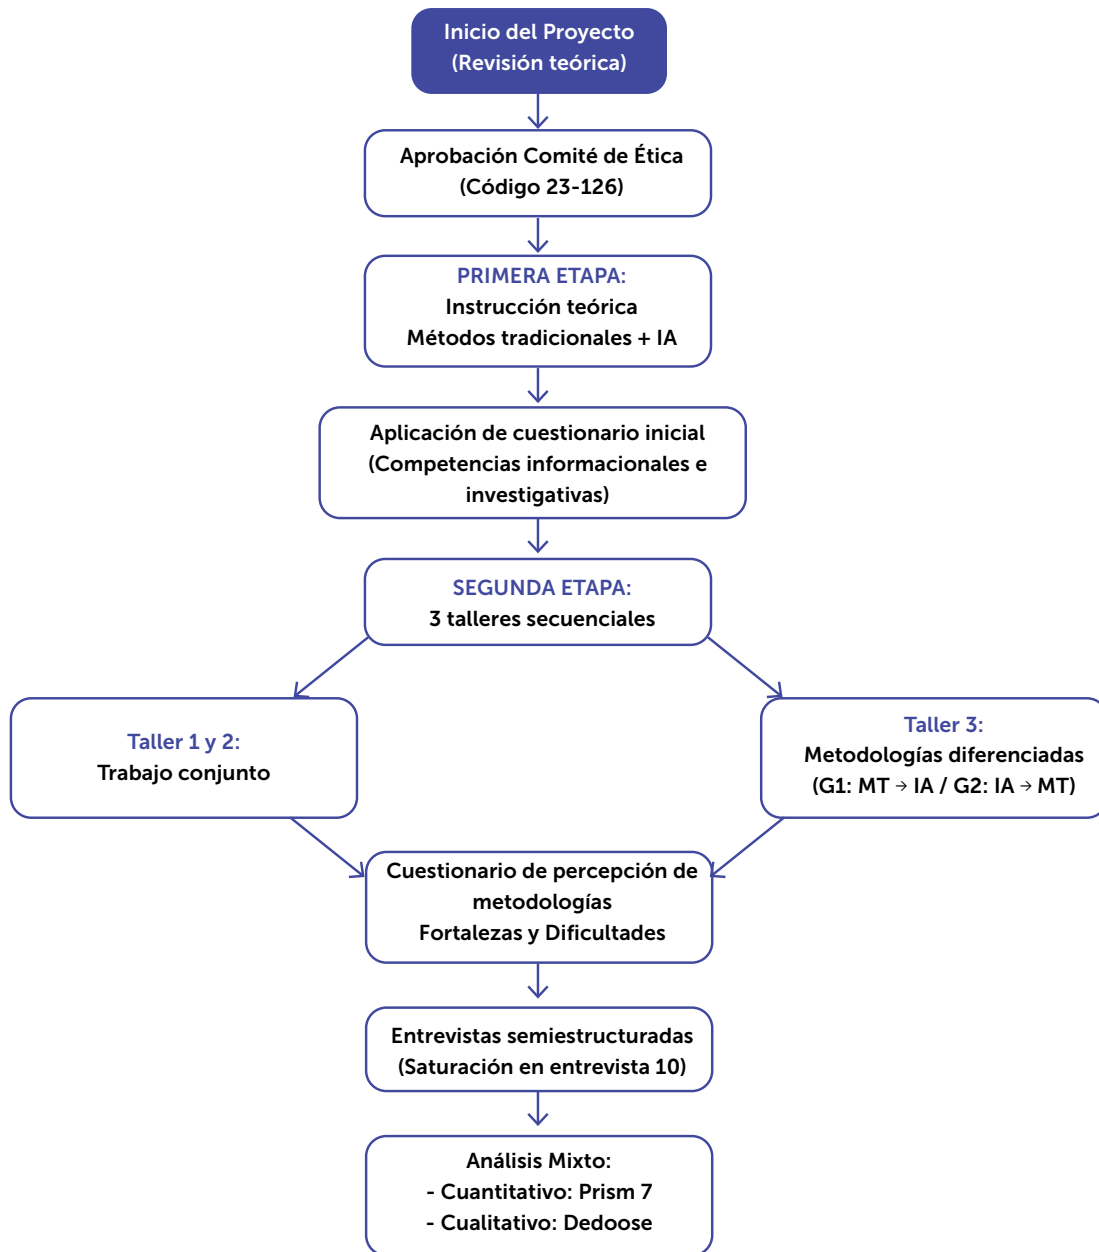 Inicio del Proyecto
(Revisión teórica)
Aprobación Comité de Ética
(Código 23-126)
PRIMERA ETAPA:
Instrucción teórica
Métodos tradicionales + IA
Aplicación de cuestionario inicial
(Competencias informacionales e
investigativas)
SEGUNDA ETAPA:
3 talleres secuenciales
Taller 1 y 2:
Trabajo conjunto
Taller 3:
Metodologías diferenciadas
(G1: MT → IA / G2: IA → MT)
Cuestionario de percepción de
metodologías
Fortalezas y Dificultades
Entrevistas semiestructuradas
(Saturación en entrevista 10)
Análisis Mixto:
- Cuantitativo: Prism 7
- Cualitativo: Dedoose